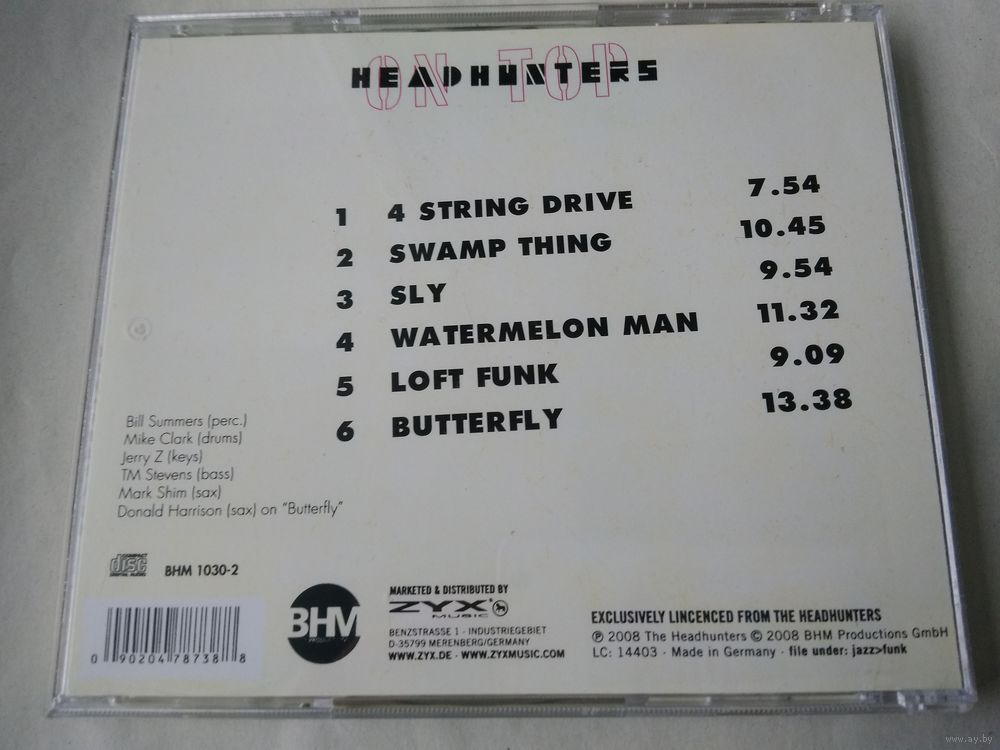 ON TOP
HEADHUNTERS
1 4 STRING DRIVE 7.54
2 SWAMP THING 10.45
3 SLY 9.54
4 WATERMELON MAN 11.32
5 LOFT FUNK 9.09
6 BUTTERFLY 13.38
Bill Summers (perc.)
Mike Clark (drums)
Jerry Z (keys)
TM Stevens (bass)
Mark Shim (sax)
Donald Harrison (sax) on "Butterfly"
COMPACT
disc
DIGITAL AUDIO
BHM 1030-2
0 90204 78738 8
BHM
MARKETED & DISTRIBUTED BY
ZYX
MUSIC
BENZSTRASSE 1 · INDUSTRIEGEBIET
D-35799 MERENBERG/GERMANY
WWW.ZYX.DE · WWW.ZYXMUSIC.COM
EXCLUSIVELY LINCENCED FROM THE HEADHUNTERS
℗ 2008 The Headhunters © 2008 BHM Productions GmbH
LC: 14403 · Made in Germany · file under: jazz>funk
www.ay.by